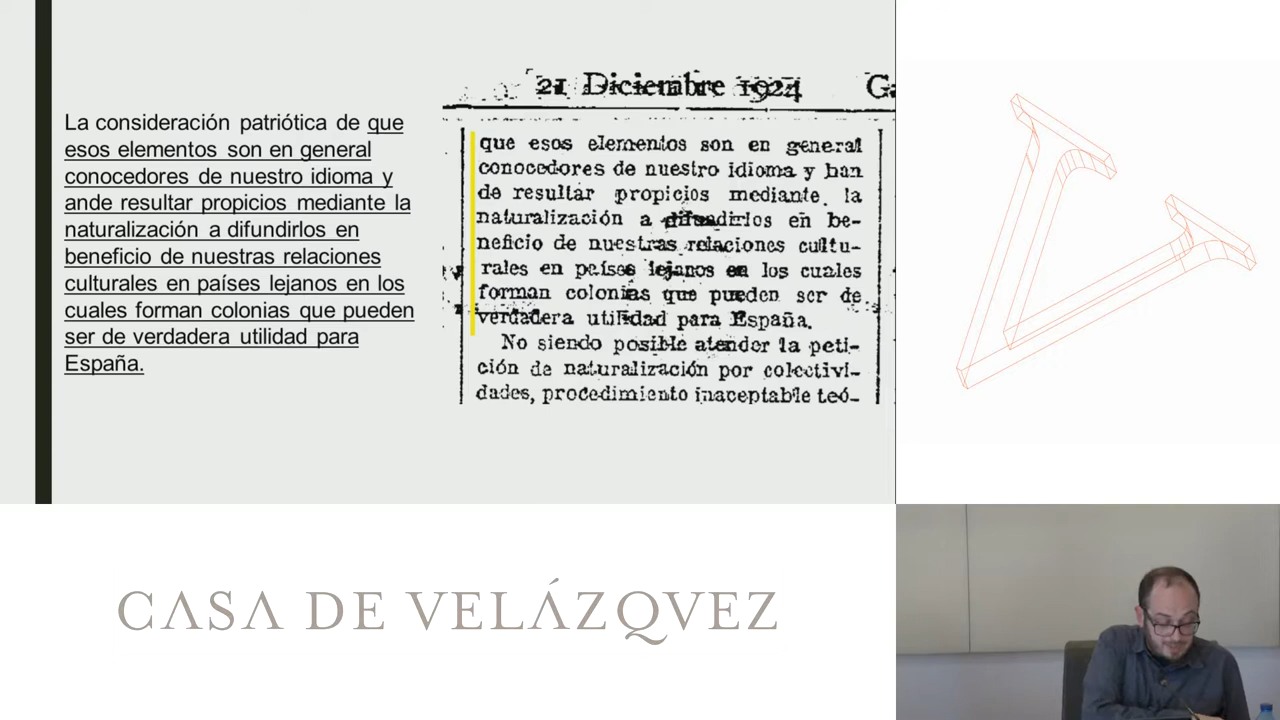 La consideración patriótica de que
esos elementos son en general
conocedores de nuestro idioma y
ande resultar propicios mediante la
naturalización a difundirlos en
beneficio de nuestras relaciones
culturales en países lejanos en los
cuales forman colonias que pueden
ser de verdadera utilidad para
España.
21 Diciembre 1924 Ga
que esos elementos son en general
conocedores de nuestro idioma y han
de resultar propicios mediante la
naturalización a difundirlos en be-
neficio de nuestras relaciones cultu-
rales en países lejanos en los cuales
forman colonias que pueden ser de
verdadera utilidad para España.
No siendo posible atender la peti-
ción de naturalización por colectivi-
dades, procedimiento inaceptable teó-
CASA DE VELÁZQVEZ